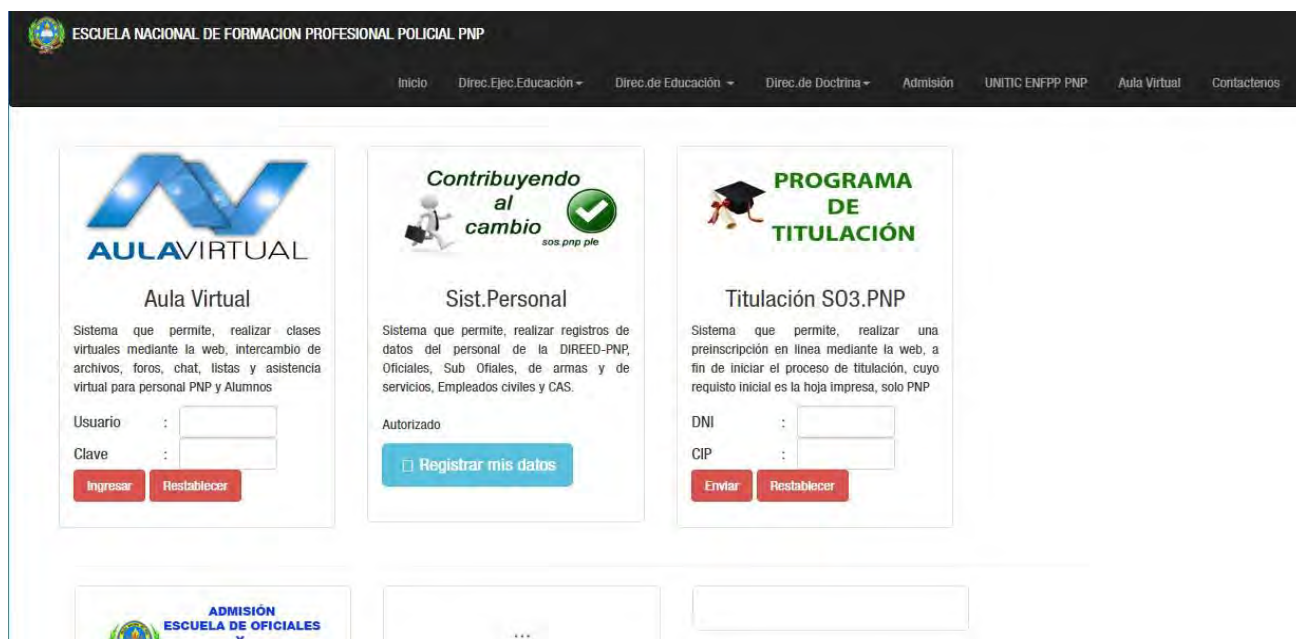 ESCUELA NACIONAL DE FORMACION PROFESIONAL POLICIAL PNP
Inicio Direc.Ejec.Educación Direc.de Educación Direc.de Doctrina Admisión UNITIC ENFPP PNP Aula Virtual Contactenos
AULAVIRTUAL
Aula Virtual
Sistema que permite, realizar clases
virtuales mediante la web, intercambio de
archivos, foros, chat, listas y asistencia
virtual para personal PNP y Alumnos
Usuario :
Clave :
Ingresar Restablecer
Contribuyendo
al
cambio
sos.pnp.ple
Sist.Personal
Sistema que permite, realizar registros de
datos del personal de la DIREED-PNP,
Oficiales, Sub Ofiales, de armas y de
servicios, Empleados civiles y CAS.
Autorizado
Registrar mis datos
PROGRAMA
DE
TITULACIÓN
Titulación SO3.PNP
Sistema que permite, realizar una
preinscripción en linea mediante la web, a
fin de iniciar el proceso de titulación, cuyo
requisto inicial es la hoja impresa, solo PNP
DNI :
CIP :
Enviar Restablecer
ADMISIÓN
ESCUELA DE OFICIALES
Y
...